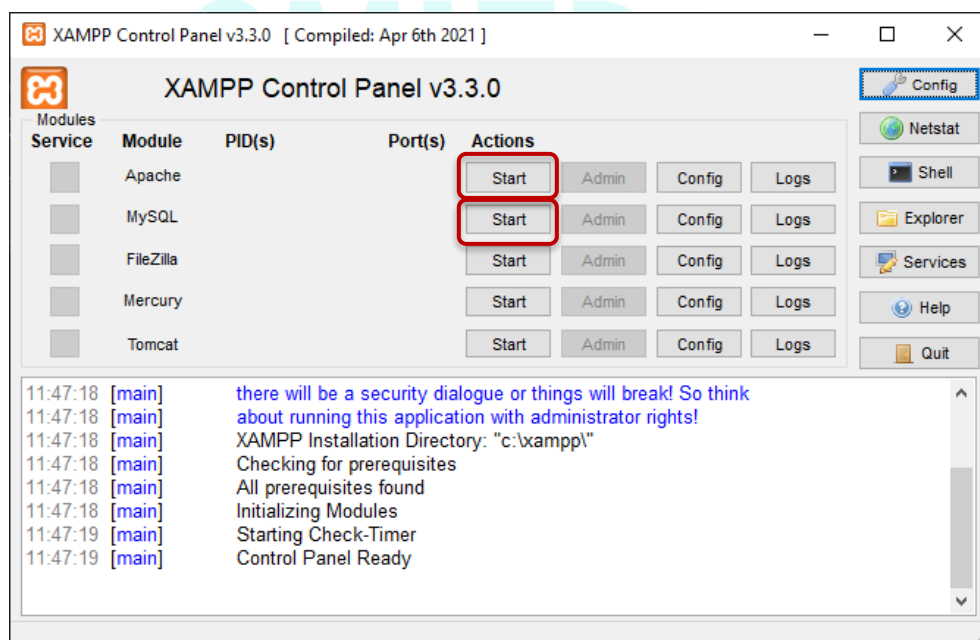 XAMPP Control Panel v3.3.0 [ Compiled: Apr 6th 2021 ]
XAMPP Control Panel v3.3.0
Config
Modules
Service Module PID(s) Port(s) Actions
Netstat
Apache Start Admin Config Logs
Shell
MySQL Start Admin Config Logs
Explorer
FileZilla Start Admin Config Logs
Services
Mercury Start Admin Config Logs
Help
Tomcat Start Admin Config Logs
Quit
11:47:18 [main] there will be a security dialogue or things will break! So think
11:47:18 [main] about running this application with administrator rights!
11:47:18 [main] XAMPP Installation Directory: "c:\xampp\"
11:47:18 [main] Checking for prerequisites
11:47:18 [main] All prerequisites found
11:47:18 [main] Initializing Modules
11:47:19 [main] Starting Check-Timer
11:47:19 [main] Control Panel Ready